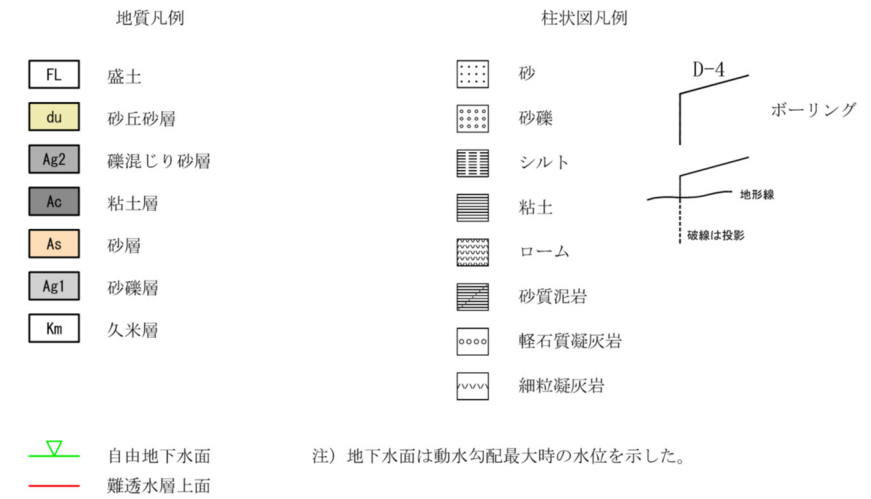 地質凡例
FL 盛土
du 砂丘砂層
Ag2 礫混じり砂層
Ac 粘土層
As 砂層
Ag1 砂礫層
Km 久米層
自由地下水面
難透水層上面
柱状図凡例
砂
砂礫
シルト
粘土
ローム
砂質泥岩
軽石質凝灰岩
細粒凝灰岩
D-4
ボーリング
地形線
破線は投影
注）地下水面は動水勾配最大時の水位を示した。